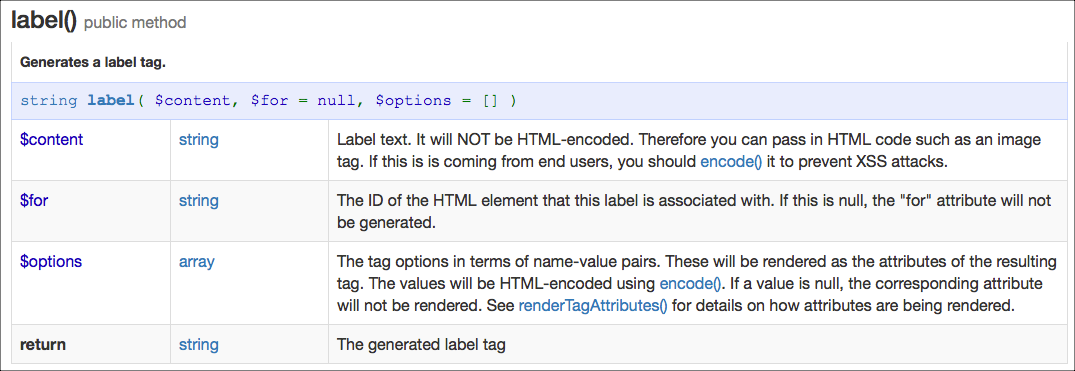 label() public method
Generates a label tag.
string label( $content, $for = null, $options = [] )
$content string Label text. It will NOT be HTML-encoded. Therefore you can pass in HTML code such as an image
tag. If this is is coming from end users, you should encode() it to prevent XSS attacks.
$for string The ID of the HTML element that this label is associated with. If this is null, the "for" attribute will not
be generated.
$options array The tag options in terms of name-value pairs. These will be rendered as the attributes of the resulting
tag. The values will be HTML-encoded using encode(). If a value is null, the corresponding attribute
will not be rendered. See renderTagAttributes() for details on how attributes are being rendered.
return string The generated label tag